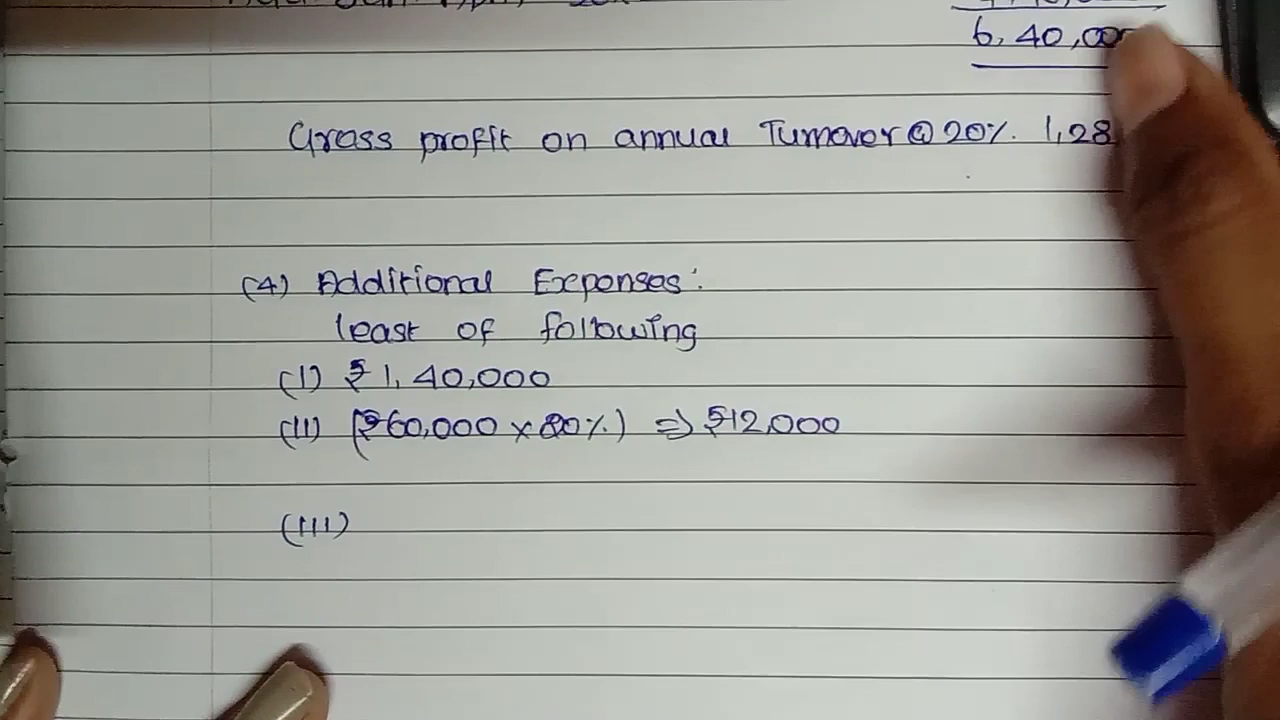 6,40,000
Gross profit on annual Turnover @ 20%. 1,28
(4) Additional Expenses:
least of following
(I) ₹ 1,40,000
(II) (₹60,000 x 20%) ⇒ ₹12,000
(III)